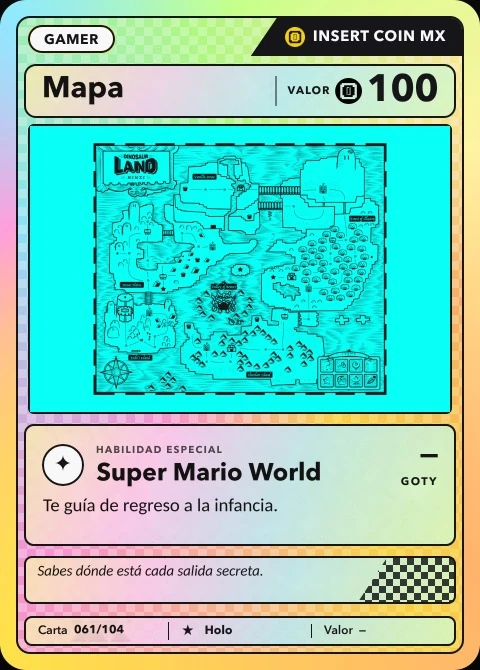 GAMER
INSERT COIN MX
Mapa
VALOR 100
DINOSAUR
LAND
HABILIDAD ESPECIAL
Super Mario World
—
GOTY
Te guía de regreso a la infancia.
Sabes dónde está cada salida secreta.
Carta 061/104 ★ Holo Valor —